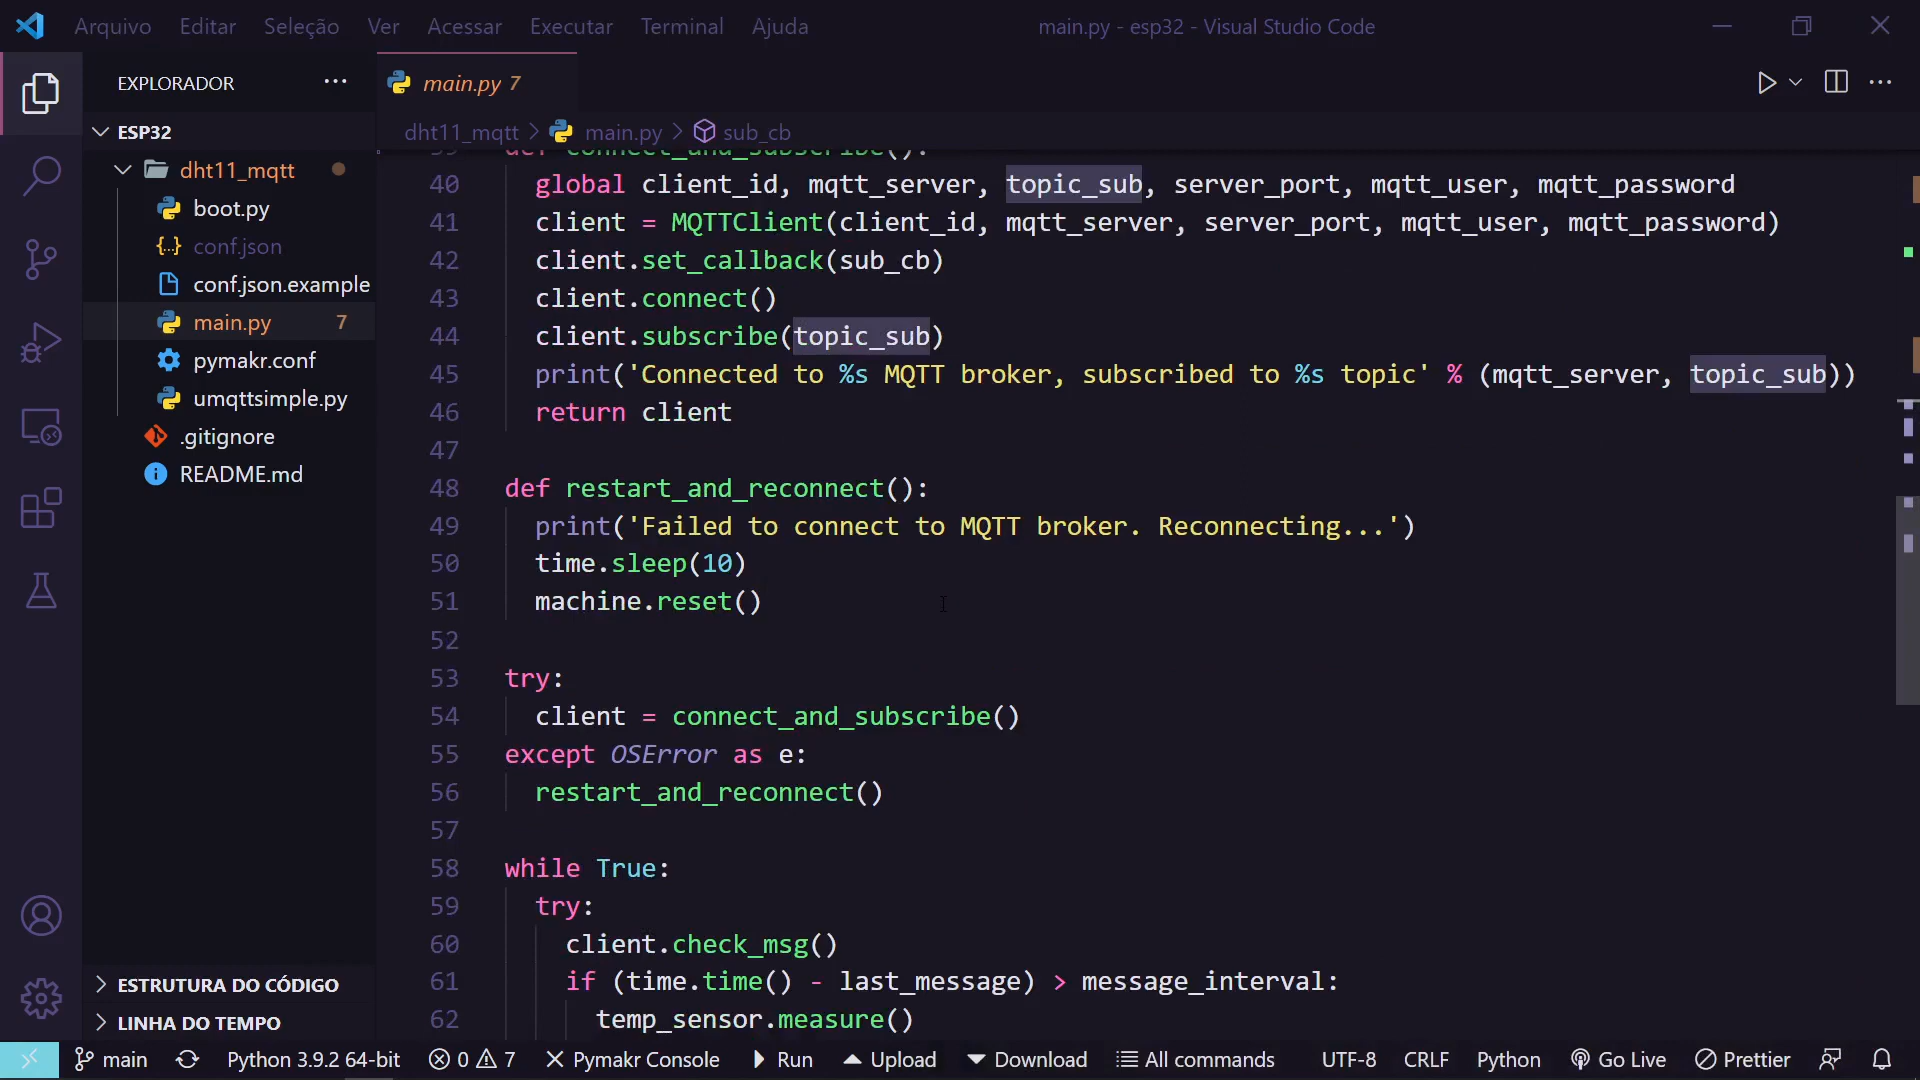 Arquivo Editar Seleção Ver Acessar Executar Terminal Ajuda main.py - esp32 - Visual Studio Code
EXPLORADOR
ESP32
dht11_mqtt
boot.py
{..} conf.json
conf.json.example
main.py 7
pymakr.conf
umqttsimple.py
.gitignore
README.md
ESTRUTURA DO CÓDIGO
LINHA DO TEMPO
main.py 7
dht11_mqtt > main.py > sub_cb
39 def connect_and_subscribe():
40 global client_id, mqtt_server, topic_sub, server_port, mqtt_user, mqtt_password
41 client = MQTTClient(client_id, mqtt_server, server_port, mqtt_user, mqtt_password)
42 client.set_callback(sub_cb)
43 client.connect()
44 client.subscribe(topic_sub)
45 print('Connected to %s MQTT broker, subscribed to %s topic' % (mqtt_server, topic_sub))
46 return client
47
48 def restart_and_reconnect():
49 print('Failed to connect to MQTT broker. Reconnecting...')
50 time.sleep(10)
51 machine.reset()
52
53 try:
54 client = connect_and_subscribe()
55 except OSError as e:
56 restart_and_reconnect()
57
58 while True:
59 try:
60 client.check_msg()
61 if (time.time() - last_message) > message_interval:
62 temp_sensor.measure()
main Python 3.9.2 64-bit 0 7 Pymakr Console Run Upload Download All commands UTF-8 CRLF Python Go Live Prettier